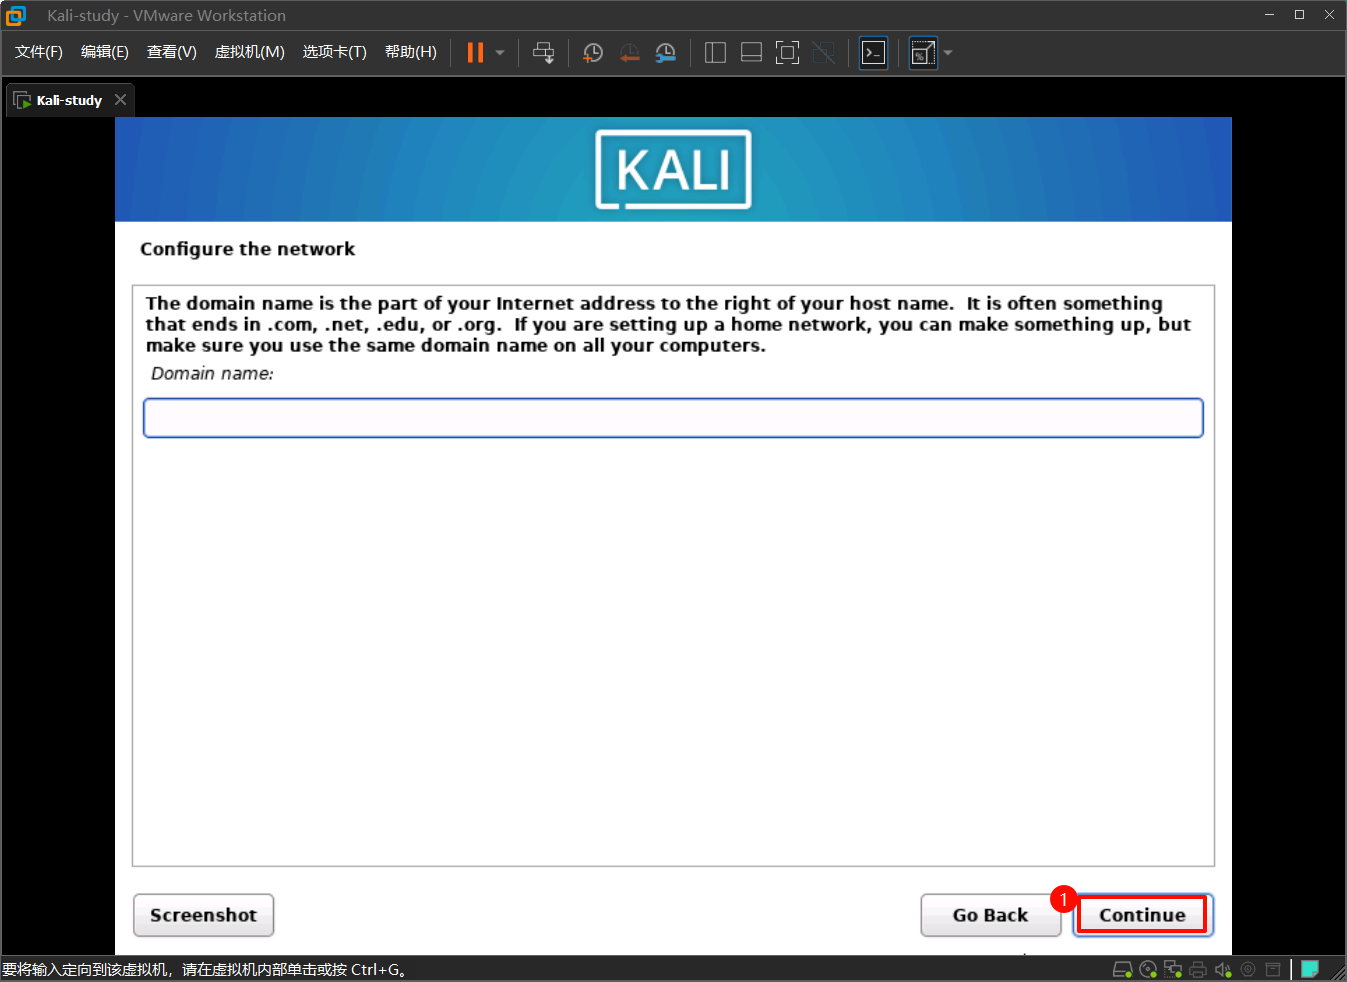 Kali-study - VMware Workstation
文件(F) 编辑(E) 查看(V) 虚拟机(M) 选项卡(T) 帮助(H)
Kali-study
KALI
Configure the network
The domain name is the part of your Internet address to the right of your host name.  It is often something
that ends in .com, .net, .edu, or .org.  If you are setting up a home network, you can make something up, but
make sure you use the same domain name on all your computers.
Domain name:
Screenshot
Go Back
1
Continue
要将输入定向到该虚拟机，请在虚拟机内部单击或按 Ctrl+G。